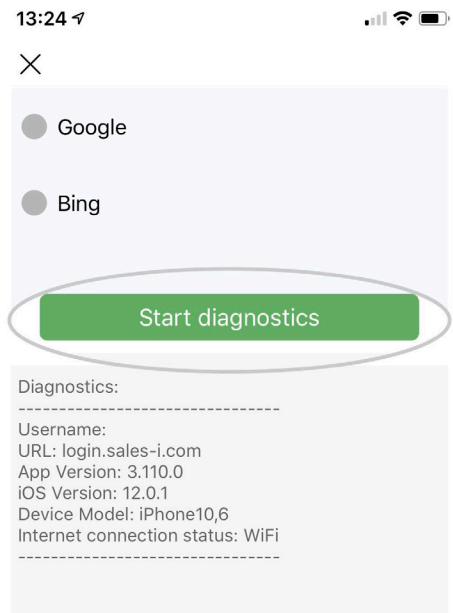 13:24
Google
Bing
Start diagnostics
Diagnostics:
--------------------------------
Username:
URL: login.sales-i.com
App Version: 3.110.0
iOS Version: 12.0.1
Device Model: iPhone10,6
Internet connection status: WiFi
--------------------------------